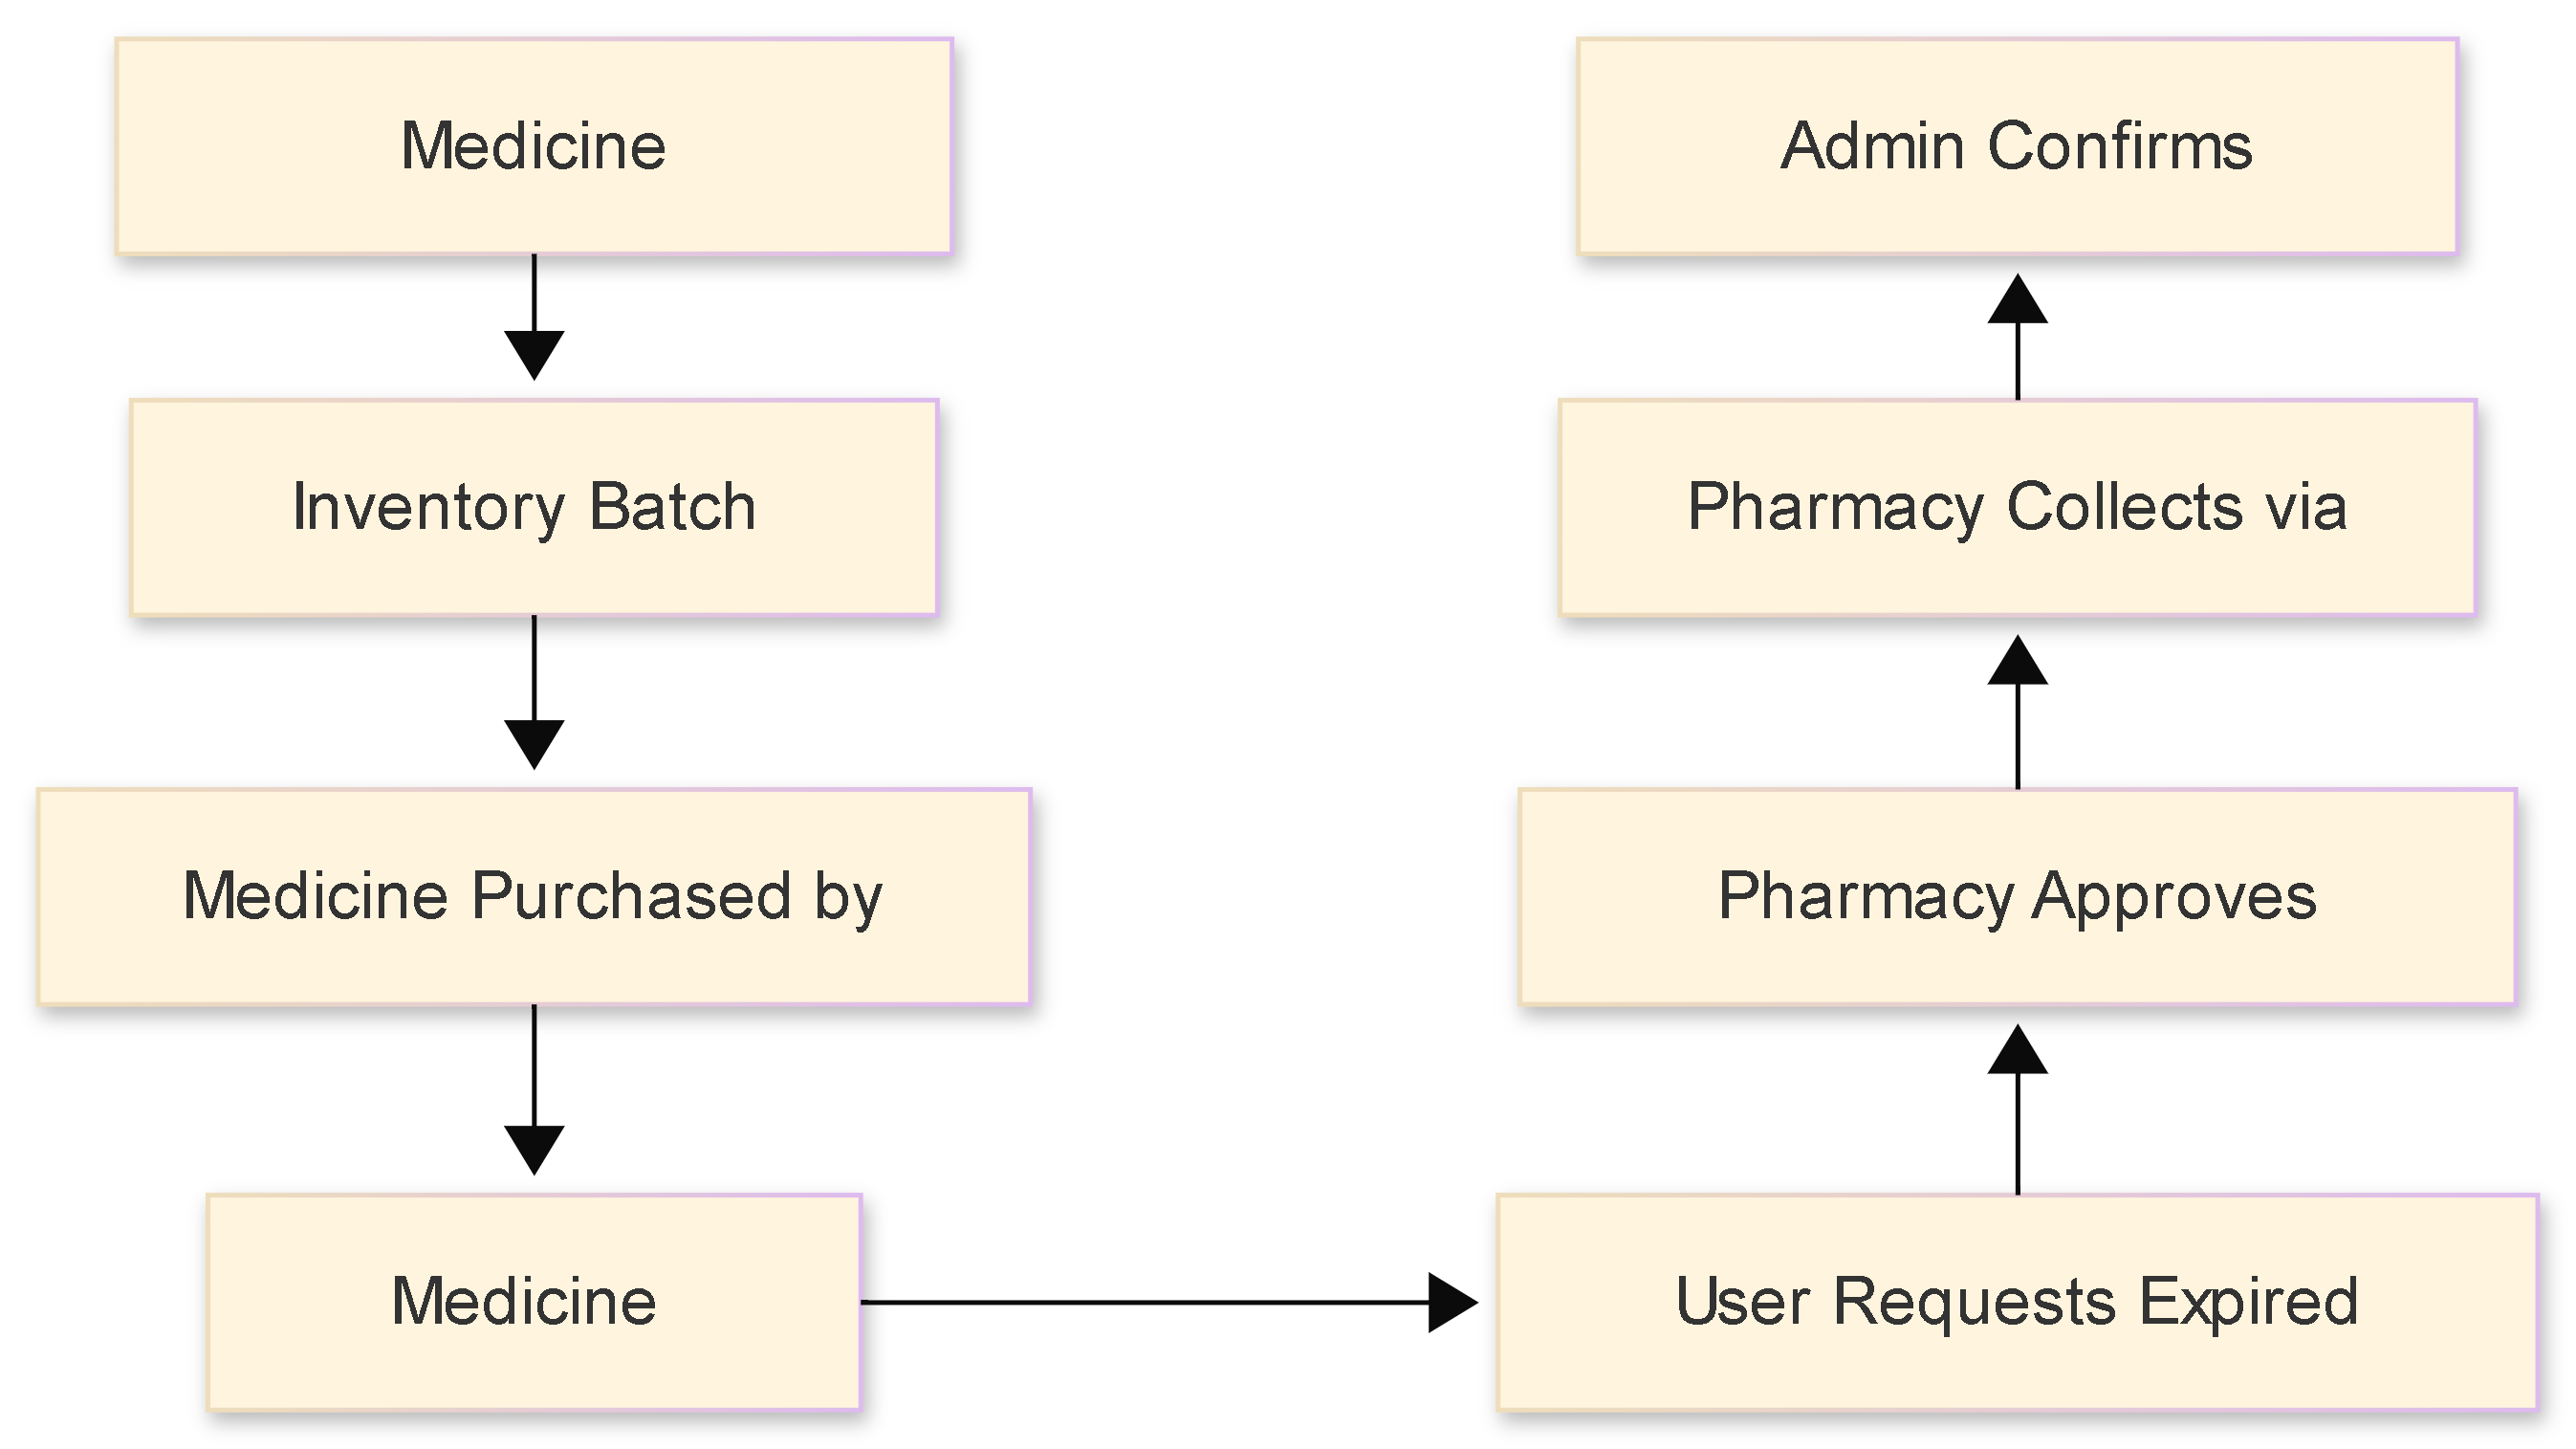 Medicine
Inventory Batch
Medicine Purchased by
Medicine
User Requests Expired
Pharmacy Approves
Pharmacy Collects via
Admin Confirms